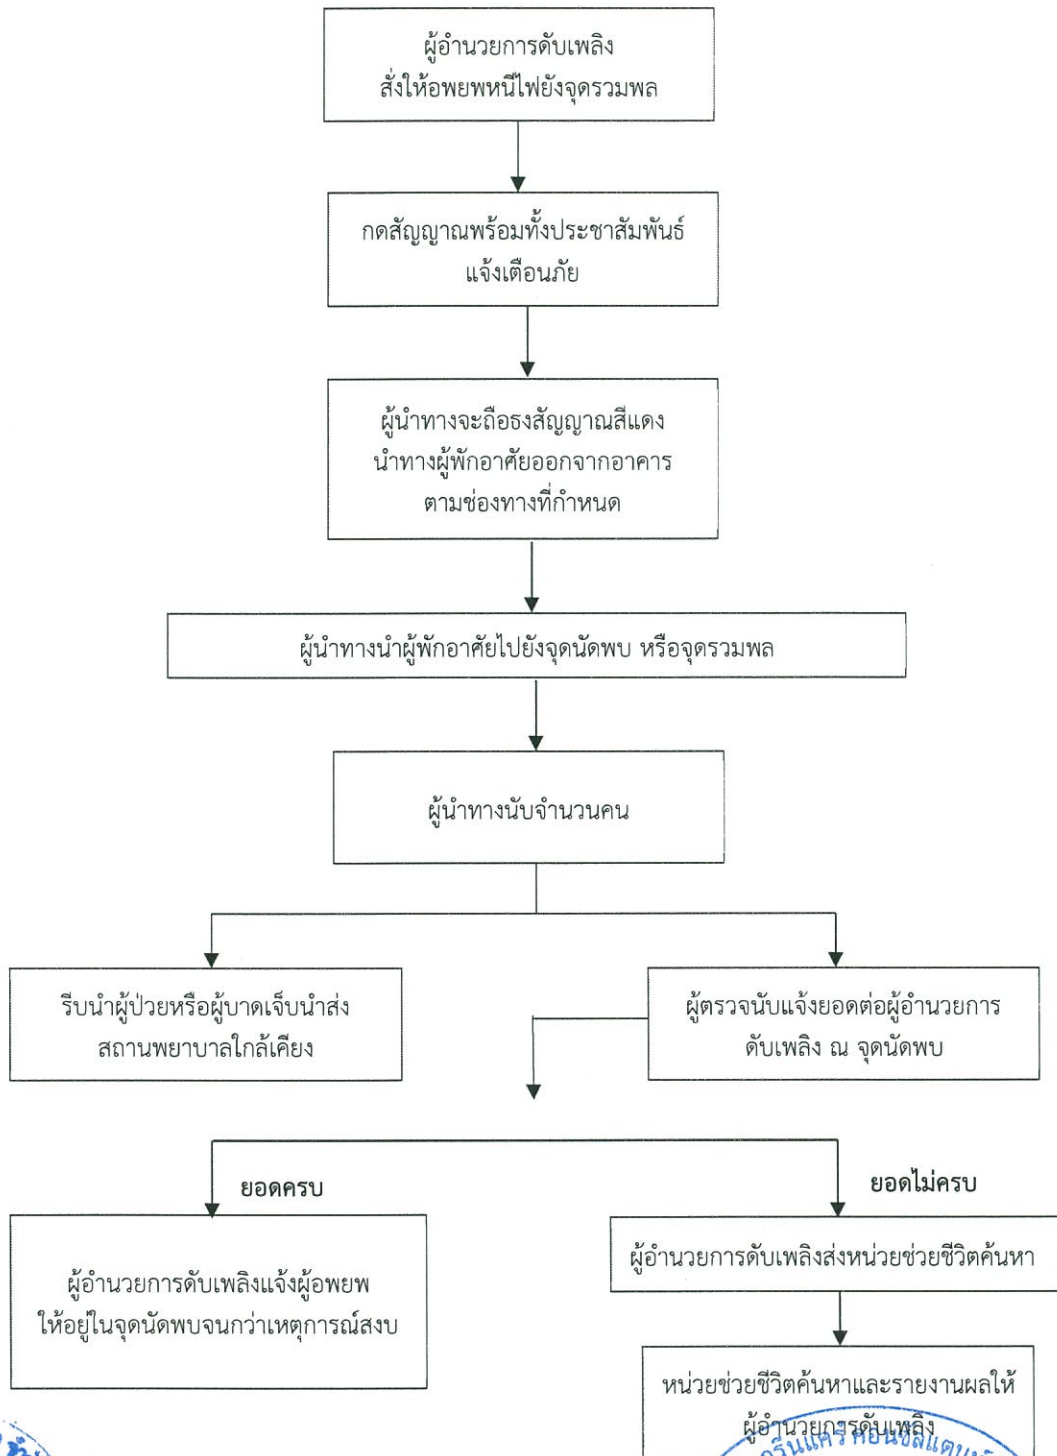 ผู้อำนวยการดับเพลิง
สั่งให้อพยพหนีไฟยังจุดรวมพล
กดสัญญาณพร้อมทั้งประชาสัมพันธ์
แจ้งเตือนภัย
ผู้นำทางจะถือธงสัญญาณสีแดง
นำทางผู้พักอาศัยออกจากอาคาร
ตามช่องทางที่กำหนด
ผู้นำทางนำผู้พักอาศัยไปยังจุดนัดพบ หรือจุดรวมพล
ผู้นำทางนับจำนวนคน
รีบนำผู้ป่วยหรือผู้บาดเจ็บนำส่ง
สถานพยาบาลใกล้เคียง
ผู้ตรวจนับแจ้งยอดต่อผู้อำนวยการ
ดับเพลิง ณ จุดนัดพบ
ยอดครบ
ยอดไม่ครบ
ผู้อำนวยการดับเพลิงแจ้งผู้อพยพ
ให้อยู่ในจุดนัดพบจนกว่าเหตุการณ์สงบ
ผู้อำนวยการดับเพลิงส่งหน่วยช่วยชีวิตค้นหา
หน่วยช่วยชีวิตค้นหาและรายงานผลให้
ผู้อำนวยการดับเพลิง